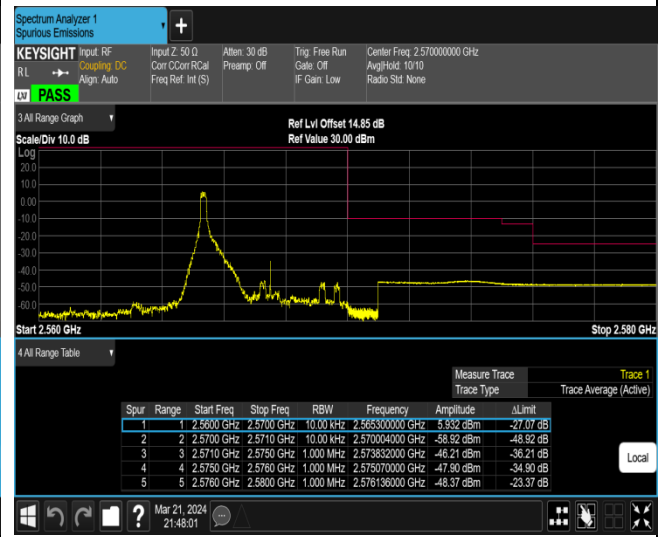 Spectrum Analyzer 1
Spurious Emissions
KEYSIGHT Input: RF Input Z: 50 Ω Atten: 30 dB Trig: Free Run Center Freq: 2.570000000 GHz
RL Coupling: DC Corr CCorr RCal Preamp: Off Gate: Off Avg|Hold: 10/10
Align: Auto Freq Ref: Int (S) IF Gain: Low Radio Std: None
LXI PASS
3 All Range Graph
Ref Lvl Offset 14.85 dB
Scale/Div 10.0 dB Ref Value 30.00 dBm
Log
20.0
10.0
0.00
-10.0
-20.0
-30.0
-40.0
-50.0
-60.0
Start 2.560 GHz Stop 2.580 GHz
4 All Range Table
Measure Trace Trace 1
Trace Type Trace Average (Active)
Spur Range Start Freq Stop Freq RBW Frequency Amplitude ΔLimit
1 1 2.5600 GHz 2.5700 GHz 10.00 kHz 2.565300000 GHz 5.932 dBm -27.07 dB
2 2 2.5700 GHz 2.5710 GHz 10.00 kHz 2.570004000 GHz -58.92 dBm -48.92 dB
3 3 2.5710 GHz 2.5750 GHz 1.000 MHz 2.573832000 GHz -46.21 dBm -36.21 dB
4 4 2.5750 GHz 2.5760 GHz 1.000 MHz 2.575070000 GHz -47.90 dBm -34.90 dB
5 5 2.5760 GHz 2.5800 GHz 1.000 MHz 2.576136000 GHz -48.37 dBm -23.37 dB
Local
Mar 21, 2024
21:48:01